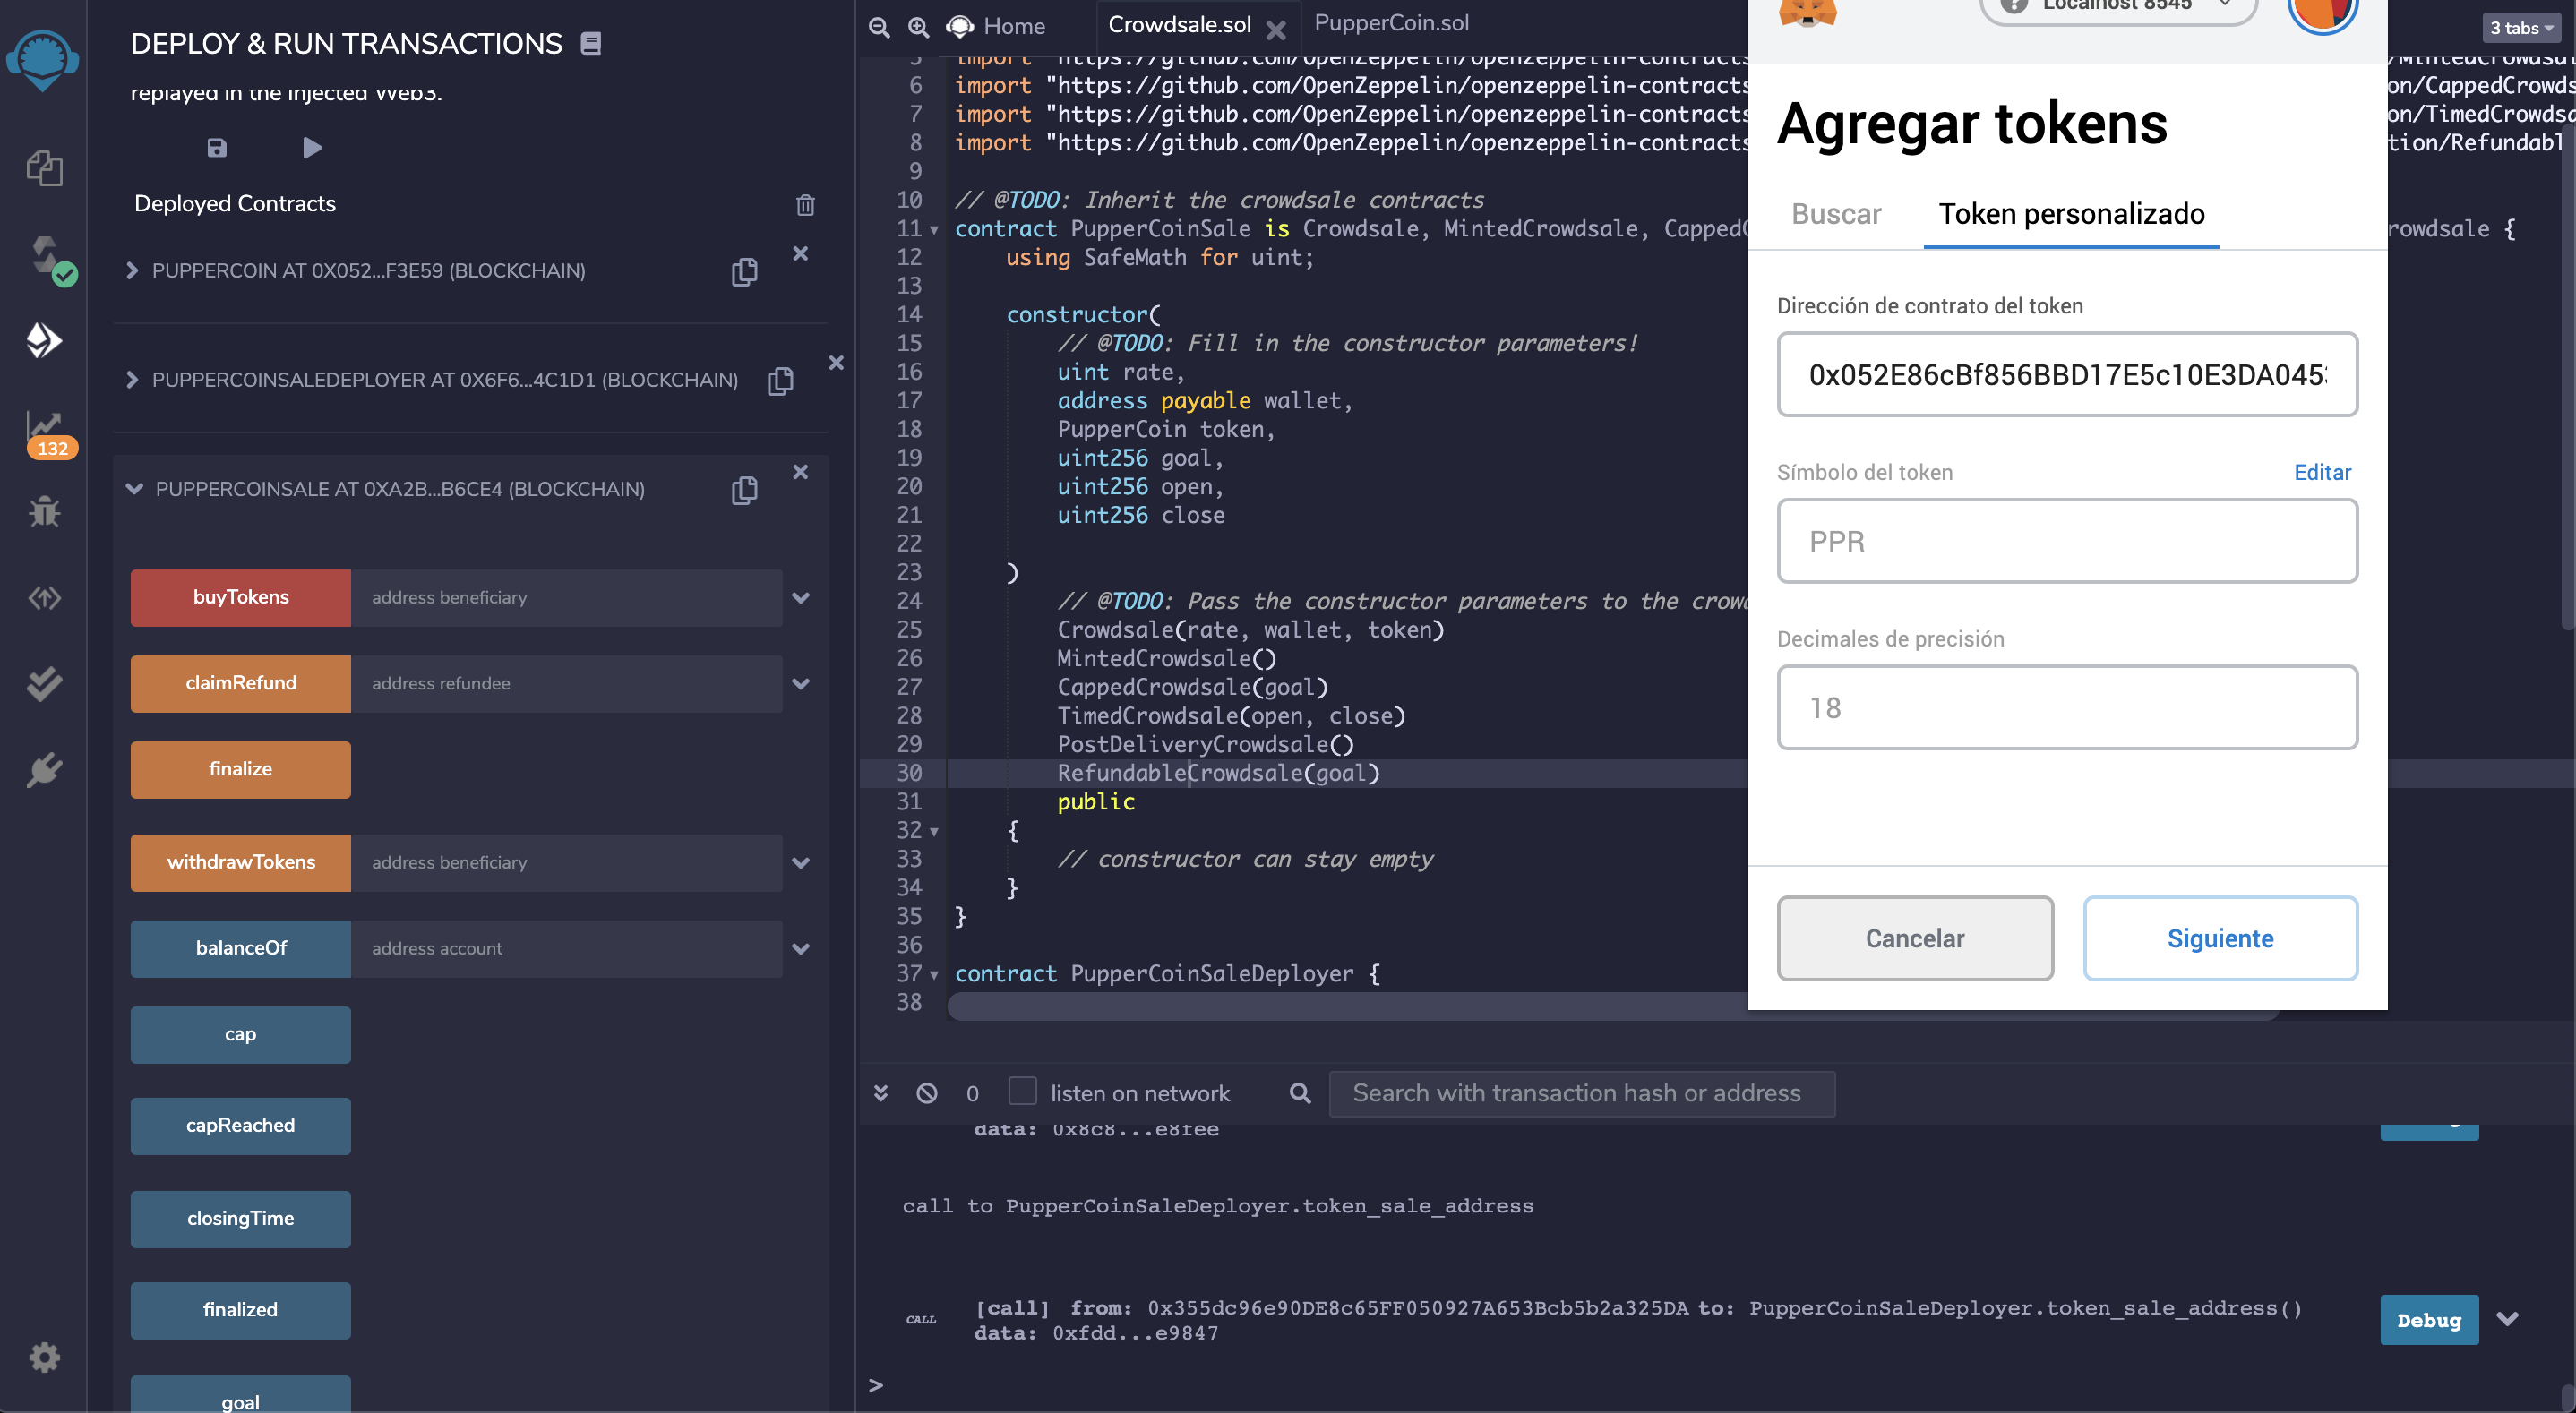 DEPLOY & RUN TRANSACTIONS
replayed in the injected Web3.
Deployed Contracts
PUPPERCOIN AT 0X052...F3E59 (BLOCKCHAIN)
PUPPERCOINSALEDEPLOYER AT 0X6F6...4C1D1 (BLOCKCHAIN)
132
PUPPERCOINSALE AT 0XA2B...B6CE4 (BLOCKCHAIN)
buyTokens address beneficiary
claimRefund address refundee
finalize
withdrawTokens address beneficiary
balanceOf address account
cap
capReached
closingTime
finalized
goal
Home Crowdsale.sol PupperCoin.sol
3 tabs
5 import "https://github.com/OpenZeppelin/openzeppelin-contracts /MintedCrowdsal
6 import "https://github.com/OpenZeppelin/openzeppelin-contracts on/CappedCrowds
7 import "https://github.com/OpenZeppelin/openzeppelin-contracts on/TimedCrowdsa
8 import "https://github.com/OpenZeppelin/openzeppelin-contracts tion/Refundabl
9
10 // @TODO: Inherit the crowdsale contracts
11 contract PupperCoinSale is Crowdsale, MintedCrowdsale, CappedC rowdsale {
12 using SafeMath for uint;
13
14 constructor(
15 // @TODO: Fill in the constructor parameters!
16 uint rate,
17 address payable wallet,
18 PupperCoin token,
19 uint256 goal,
20 uint256 open,
21 uint256 close
22
23 )
24 // @TODO: Pass the constructor parameters to the crowd
25 Crowdsale(rate, wallet, token)
26 MintedCrowdsale()
27 CappedCrowdsale(goal)
28 TimedCrowdsale(open, close)
29 PostDeliveryCrowdsale()
30 RefundableCrowdsale(goal)
31 public
32 {
33 // constructor can stay empty
34 }
35 }
36
37 contract PupperCoinSaleDeployer {
38
Localhost 8545
Agregar tokens
Buscar Token personalizado
Dirección de contrato del token
0x052E86cBf856BBD17E5c10E3DA045
Símbolo del token Editar
PPR
Decimales de precisión
18
Cancelar Siguiente
0 listen on network Search with transaction hash or address
data: 0x8c8...e8fee
call to PupperCoinSaleDeployer.token_sale_address
CALL [call] from: 0x355dc96e90DE8c65FF050927A653Bcb5b2a325DA to: PupperCoinSaleDeployer.token_sale_address()
data: 0xfdd...e9847
Debug
>